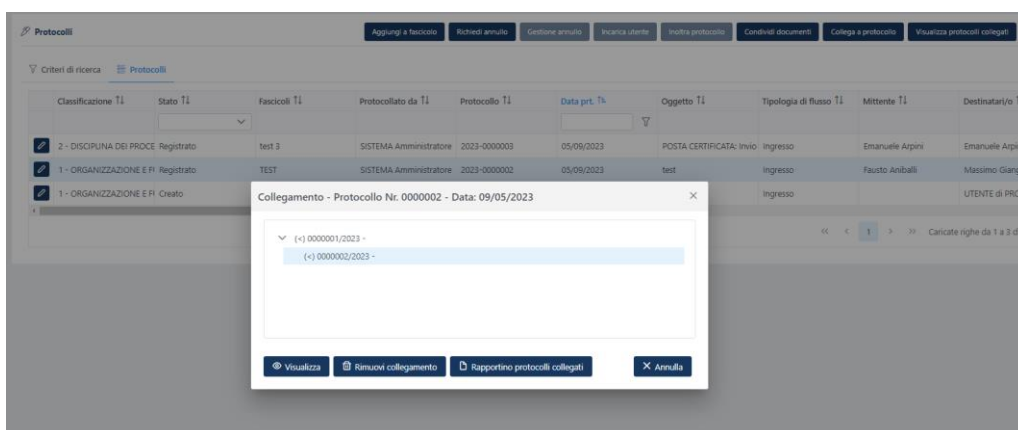 Protocolli
Aggiungi a fascicolo Richiedi annullo Gestione annullo Incarica utente Inoltra protocollo Condividi documenti Collega a protocollo Visualizza protocolli collegati
Criteri di ricerca Protocolli
Classificazione Stato Fascicoli Protocollato da Protocollo Data prt. Oggetto Tipologia di flusso Mittente Destinatari/o
2 - DISCIPLINA DEI PROCE Registrato test 3 SISTEMA Amministratore 2023-0000003 05/09/2023 POSTA CERTIFICATA: Invio Ingresso Emanuele Arpini Emanuele Arpi
1 - ORGANIZZAZIONE E FU Registrato TEST SISTEMA Amministratore 2023-0000002 05/09/2023 test Ingresso Fausto Aniballi Massimo Giang
1 - ORGANIZZAZIONE E FU Creato Ingresso UTENTE di PRO
Collegamento - Protocollo Nr. 0000002 - Data: 09/05/2023
(<) 0000001/2023 -
(<) 0000002/2023 -
<< < 1 > >> Caricate righe da 1 a 3 d
Visualizza Rimuovi collegamento Rapportino protocolli collegati Annulla